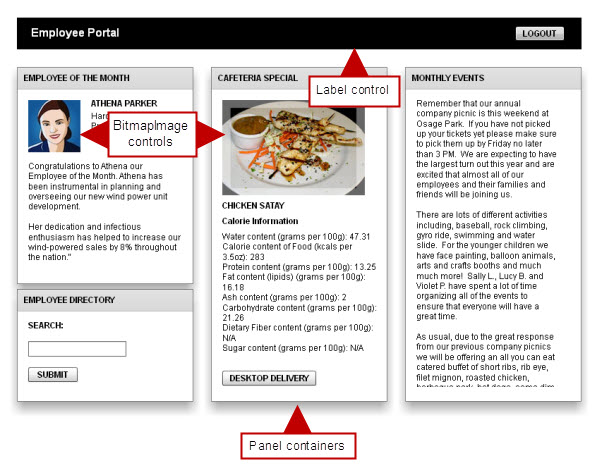 Employee Portal
LOGOUT
EMPLOYEE OF THE MONTH
ATHENA PARKER
BitmapImage
controls
Congratulations to Athena our
Employee of the Month. Athena has
been instrumental in planning and
overseeing our new wind power unit
development.
Her dedication and infectious
enthusiasm has helped to increase our
wind-powered sales by 8% throughout
the nation."
EMPLOYEE DIRECTORY
SEARCH:
SUBMIT
CAFETERIA SPECIAL
Label control
CHICKEN SATAY
Calorie Information
Water content (grams per 100g): 47.31
Calorie content of Food (kcals per
3.5oz): 283
Protein content (grams per 100g): 13.25
Fat content (lipids) (grams per 100g):
16.18
Ash content (grams per 100g): 2
Carbohydrate content (grams per 100g):
21.26
Dietary Fiber content (grams per 100g):
N/A
Sugar content (grams per 100g): N/A
DESKTOP DELIVERY
Panel containers
MONTHLY EVENTS
Remember that our annual
company picnic is this weekend at
Osage Park. If you have not picked
up your tickets yet please make sure
to pick them up by Friday no later
than 3 PM. We are expecting to have
the largest turn out this year and are
excited that almost all of our
employees and their families and
friends will be joining us.
There are lots of different activities
including, baseball, rock climbing,
gyro ride, swimming and water
slide. For the younger children we
have face painting, balloon animals,
arts and crafts booths and much
much more! Sally L., Lucy B. and
Violet P. have spent a lot of time
organizing all of the events to
ensure that everyone will have a
great time.
As usual, due to the great response
from our previous company picnics
we will be offering an all you can eat
catered buffet of short ribs, rib eye,
filet mignon, roasted chicken,